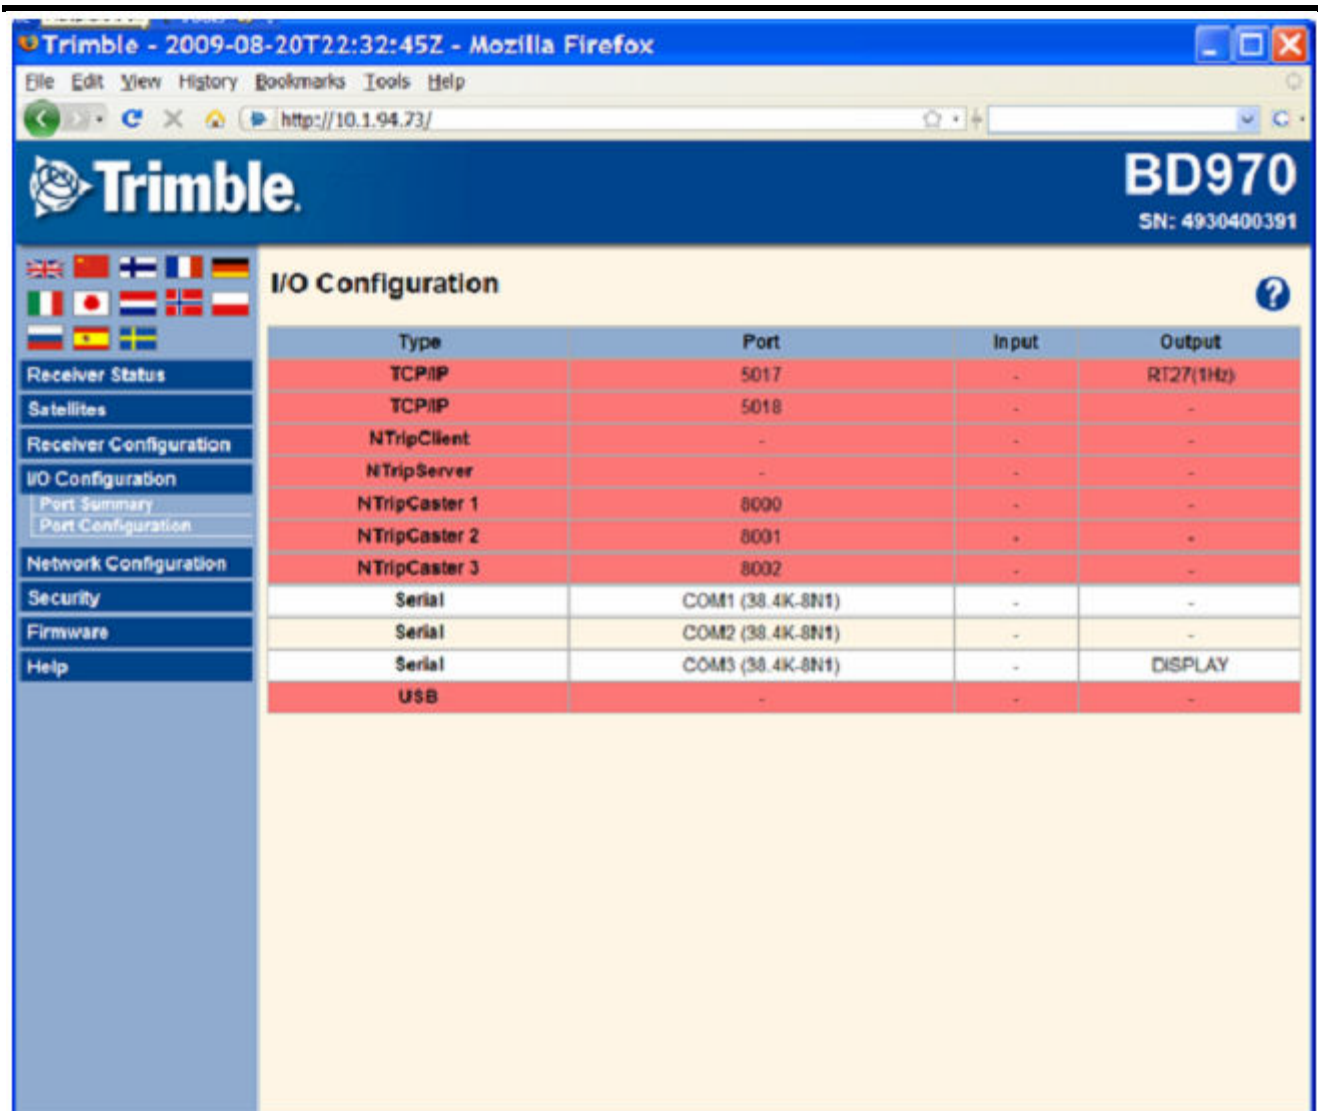 Trimble - 2009-08-20T22:32:45Z - Mozilla Firefox
File Edit View History Bookmarks Tools Help
http://10.1.94.73/
Trimble.
BD970
SN: 4930400391
I/O Configuration
Receiver Status
Satellites
Receiver Configuration
I/O Configuration
Port Summary
Port Configuration
Network Configuration
Security
Firmware
Help
Type Port Input Output
TCP/IP 5017 - RT27(1Hz)
TCP/IP 5018 - -
NTripClient - - -
NTripServer - - -
NTripCaster 1 8000 - -
NTripCaster 2 8001 - -
NTripCaster 3 8002 - -
Serial COM1 (38.4K-8N1) - -
Serial COM2 (38.4K-8N1) - -
Serial COM3 (38.4K-8N1) - DISPLAY
USB - - -